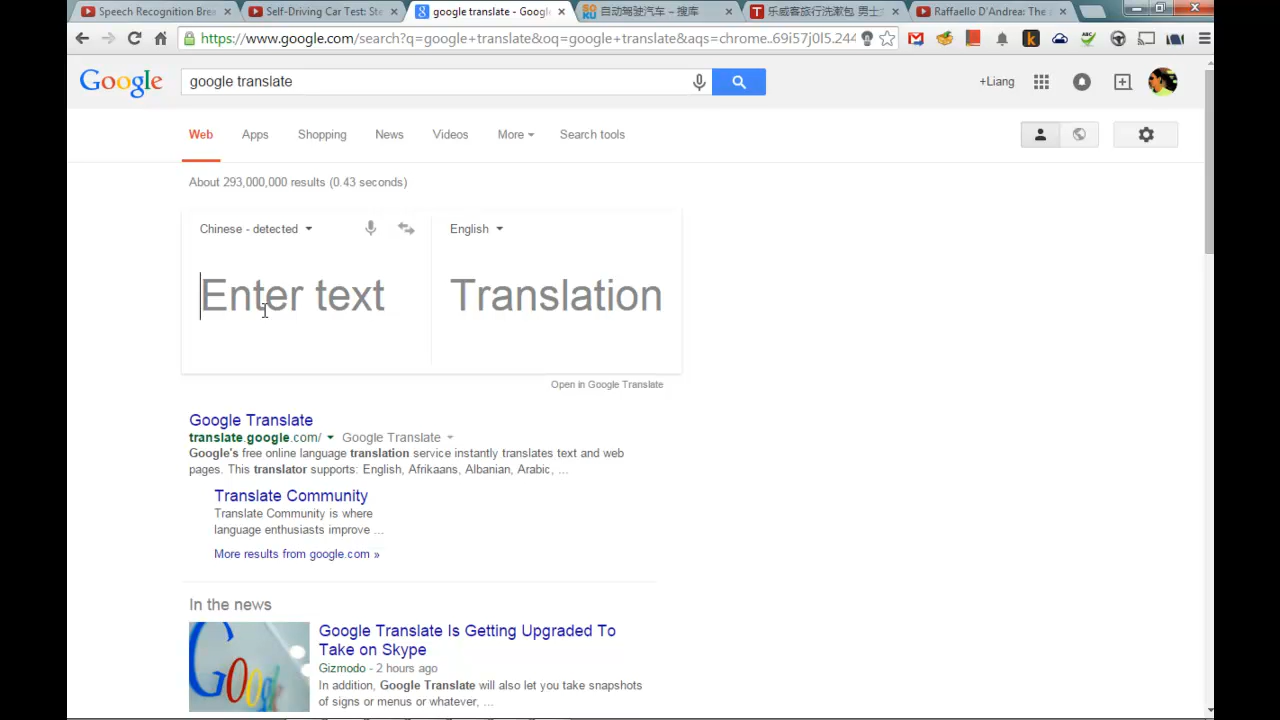 Speech Recognition Brea
Self-Driving Car Test: Ste
google translate - Google
自动驾驶汽车 – 搜库
乐威客旅行洗漱包, 男士
Raffaello D'Andrea: The
https://www.google.com/search?q=google+translate&oq=google+translate&aqs=chrome..69i57j0l5.244
Google
google translate
+Liang
Web
Apps
Shopping
News
Videos
More
Search tools
About 293,000,000 results (0.43 seconds)
Chinese - detected
English
Enter text
Translation
Open in Google Translate
Google Translate
translate.google.com/ Google Translate
Google's free online language translation service instantly translates text and web
pages. This translator supports: English, Afrikaans, Albanian, Arabic, ...
Translate Community
Translate Community is where
language enthusiasts improve ...
More results from google.com »
In the news
Google Translate Is Getting Upgraded To
Take on Skype
Gizmodo - 2 hours ago
In addition, Google Translate will also let you take snapshots
of signs or menus or whatever, ...